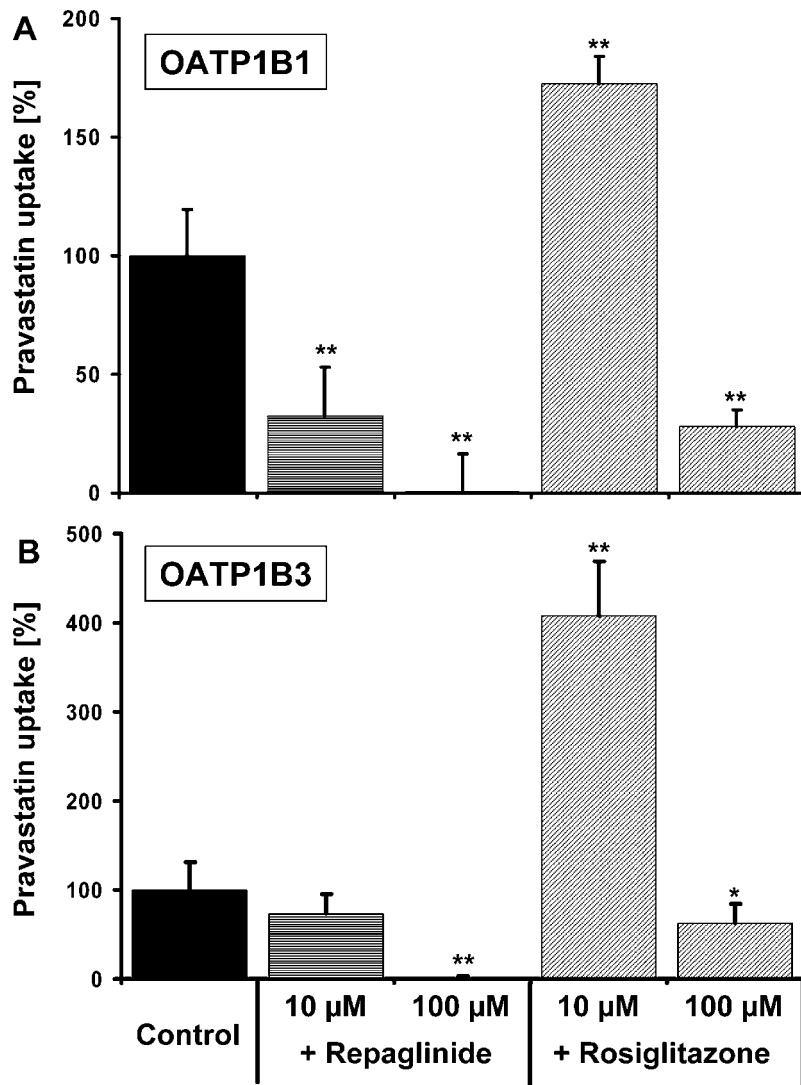 A
OATP1B1
Pravastatin uptake [%]
200
150
100
50
0
**
**
**
**
B
OATP1B3
Pravastatin uptake [%]
500
400
300
200
100
0
**
**
*
Control
10 µM
100 µM
10 µM
100 µM
+ Repaglinide
+ Rosiglitazone